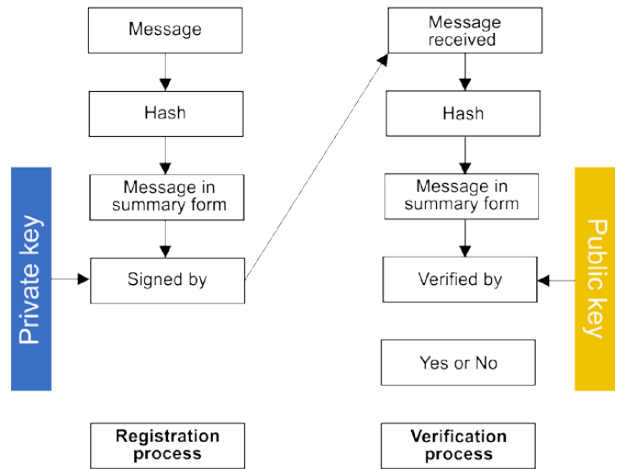 Message
Hash
Message in
summary form
Signed by
Private key
Registration
process
Message
received
Hash
Message in
summary form
Verified by
Public key
Yes or No
Verification
process